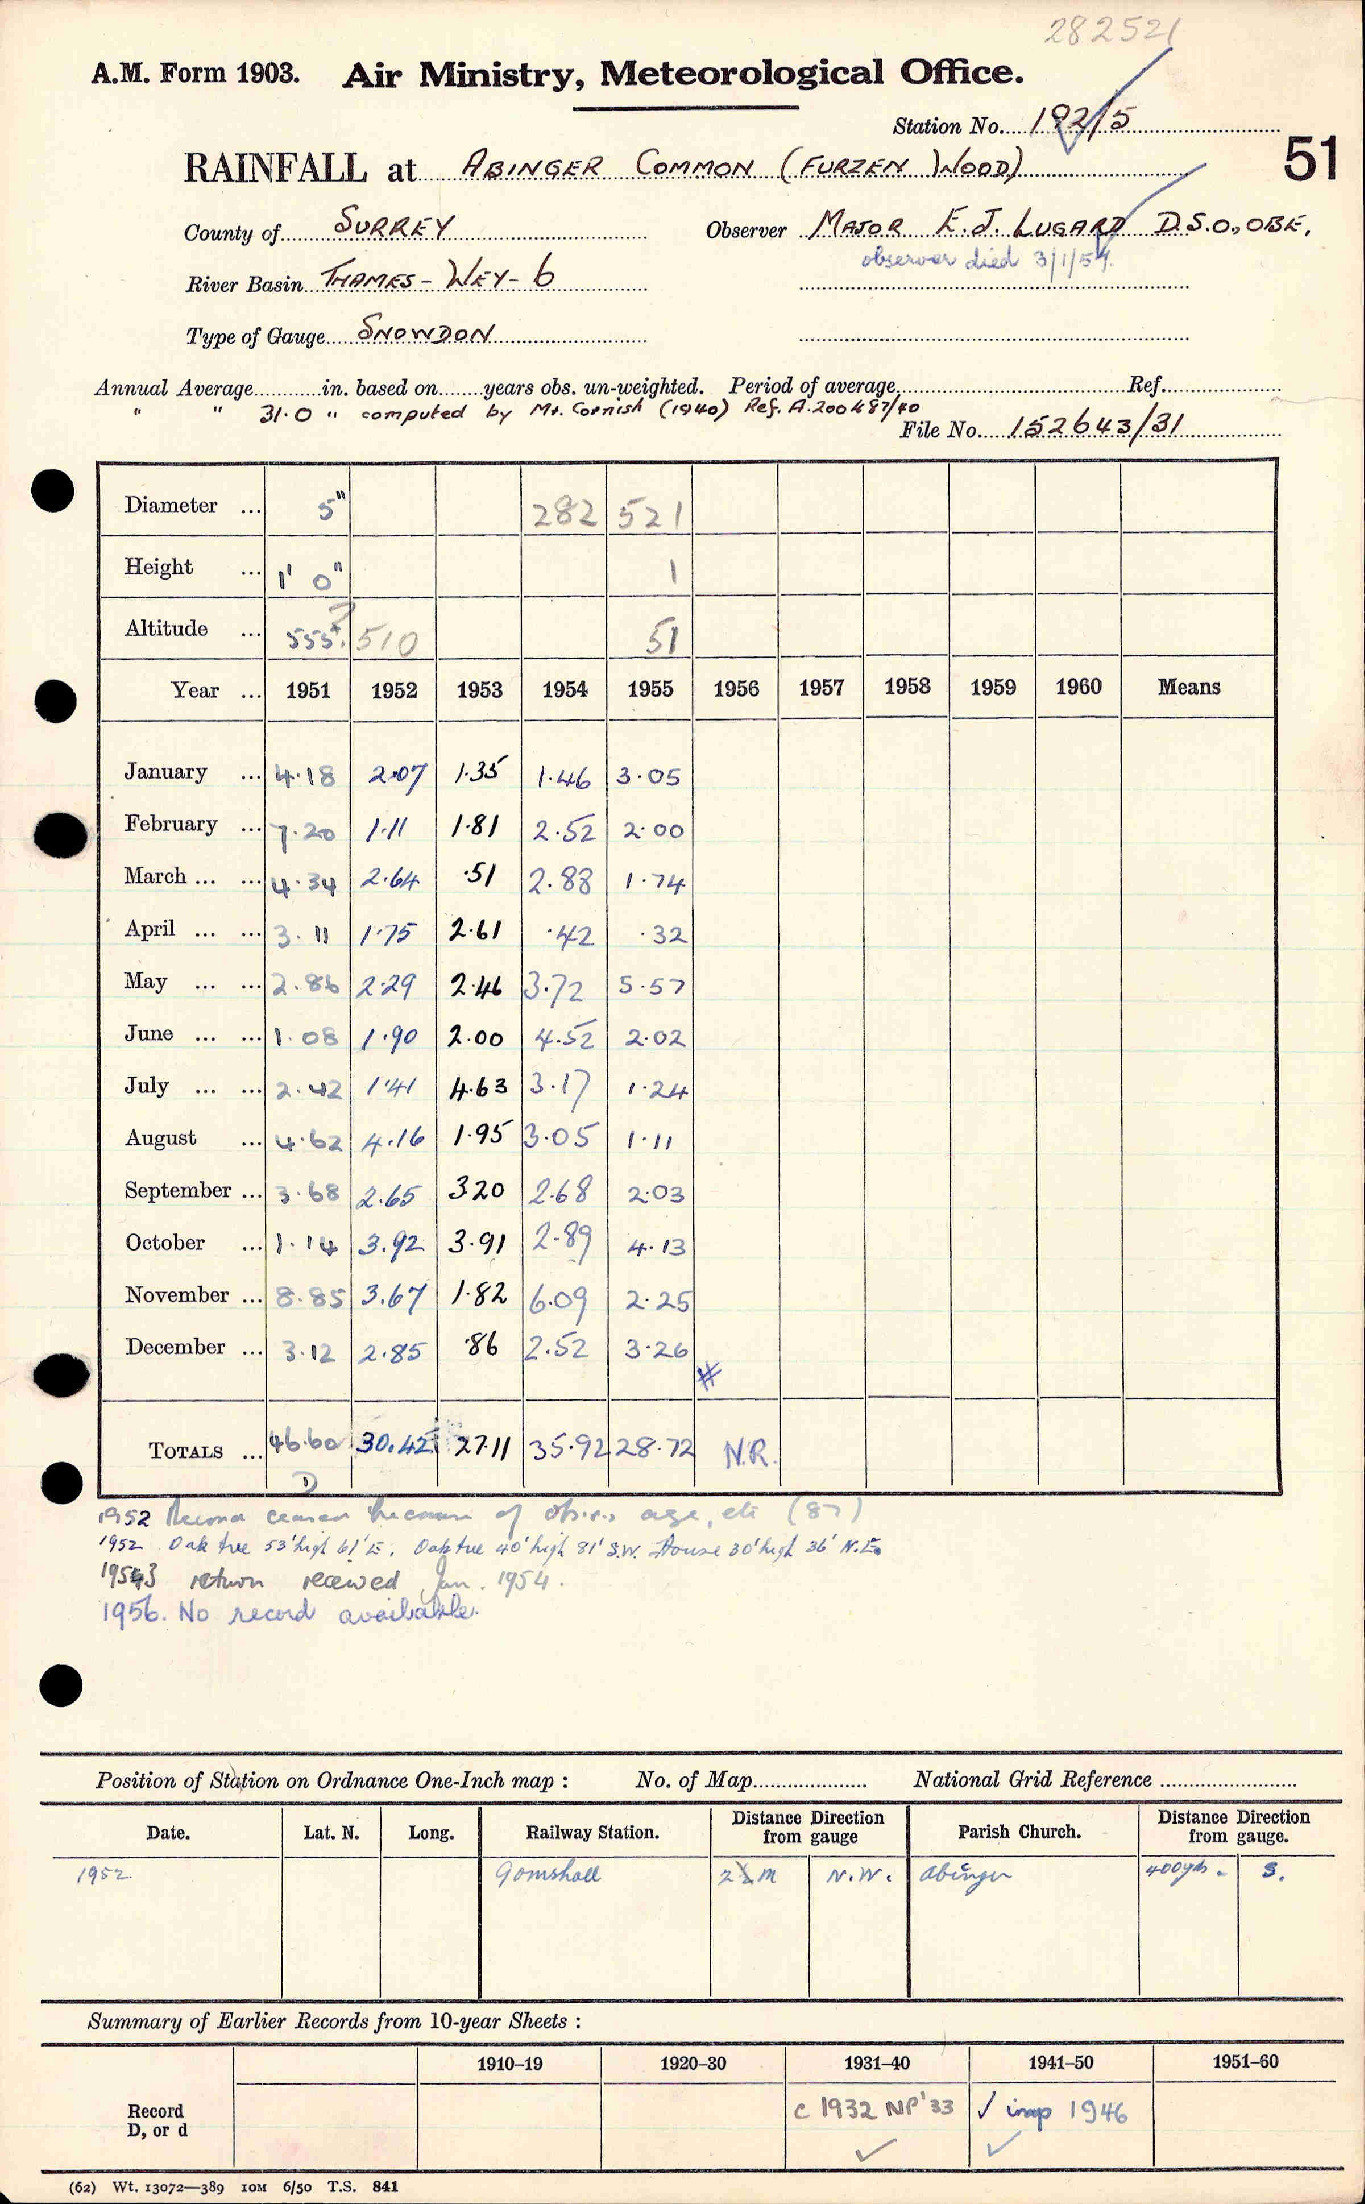 282521
A.M. Form 1903. Air Ministry, Meteorological Office.
Station No. 192/5
51
RAINFALL at ABINGER COMMON (FURZEN WOOD)
County of SURREY Observer MAJOR E.J. LUGARD D.S.O., OBE,
observer died 3/1/57.
River Basin THAMES - WEY - 6
Type of Gauge SNOWDON
Annual Average in. based on years obs. un-weighted. Period of average Ref.
" " 31.0 " computed by Mr. Cornish (1940) Ref. A.200487/40
File No. 152643/31
Diameter ... 5" 282 521
Height ... 1' 0" 1
Altitude ... 555'. ? 510 51
Year ... 1951 1952 1953 1954 1955 1956 1957 1958 1959 1960 Means
January ... 4.18 2.07 1.35 1.46 3.05
February ... 7.20 1.11 1.81 2.52 2.00
March ... ... 4.34 2.64 .51 2.88 1.74
April ... ... 3.11 1.75 2.61 .42 .32
May ... ... 2.86 2.29 2.46 3.72 5.57
June ... ... 1.08 1.90 2.00 4.52 2.02
July ... ... 2.42 1.41 4.63 3.17 1.24
August ... 4.62 4.16 1.95 3.05 1.11
September ... 3.68 2.65 320 2.68 2.03
October ... 1.14 3.92 3.91 2.89 4.13
November ... 8.85 3.67 1.82 6.09 2.25
December ... 3.12 2.85 .86 2.52 3.26
#
TOTALS ... 46.60 30.42 27.11 35.92 28.72 N.R.
D
1952 Record ceased because of obsrs. age, etc (87)
1952 Oak tree 53' high 61' E. Oak tree 40' high 81' S.W. House 30' high 36' N.E.
1953 return received Jan. 1954.
1956. No record available.
Position of Station on Ordnance One-Inch map : No. of Map National Grid Reference
Date. Lat. N. Long. Railway Station. Distance Direction from gauge Parish Church. Distance Direction from gauge.
1952 Gomshall 2½ m N.W. Abinger 400 yds. S.
Summary of Earlier Records from 10-year Sheets :
1910–19 1920–30 1931–40 1941–50 1951–60
Record
D, or d
c 1932 NP '33 ✓ imp 1946
✓ ✓
(62) Wt. 13072—389 10M 6/50 T.S. 841